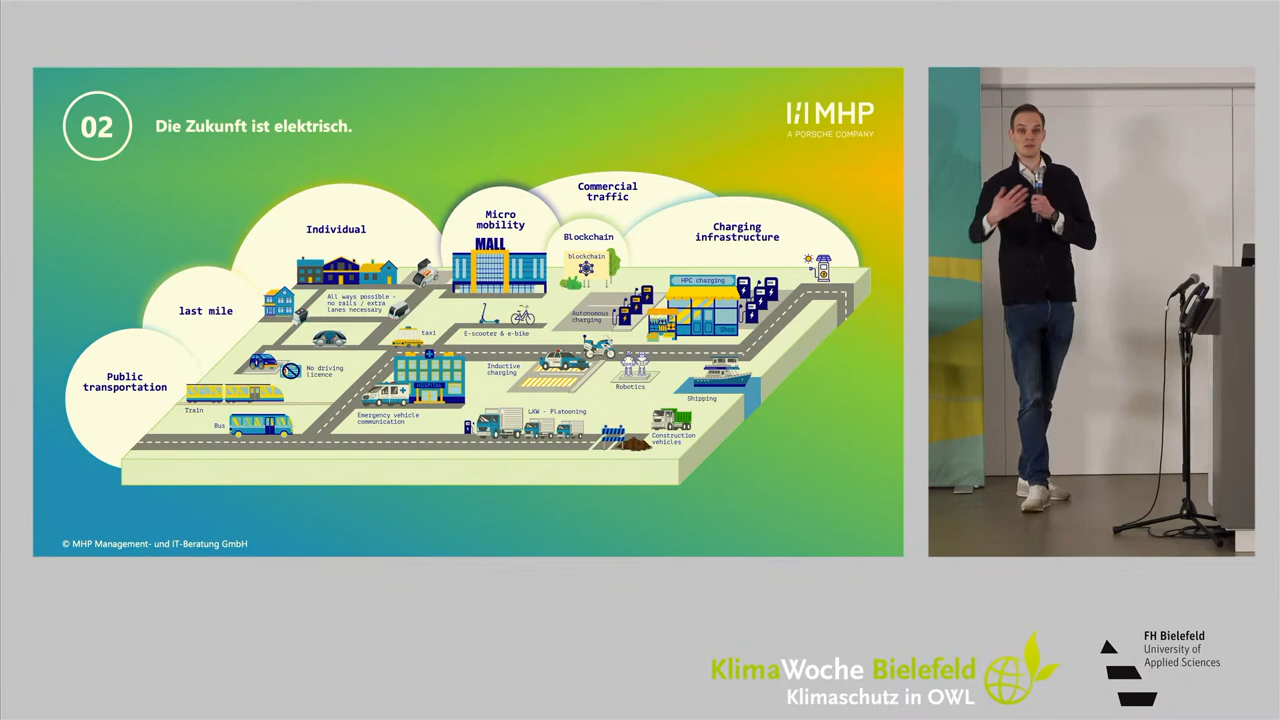 02
Die Zukunft ist elektrisch.
MHP
A PORSCHE COMPANY
Commercial
traffic
Individual
Micro
mobility
Blockchain
Charging
infrastructure
MALL
blockchain
HPC charging
last mile
All ways possible -
no rails / extra
lanes necessary
Autonomous
charging
Shop
taxi
E-scooter & e-bike
Public
transportation
No driving
licence
Inductive
charging
Robotics
HOSPITAL
Shipping
Train
Bus
Emergency vehicle
communication
LKW - Platooning
Construction
vehicles
© MHP Management- und IT-Beratung GmbH
KlimaWoche Bielefeld
Klimaschutz in OWL
FH Bielefeld
University of
Applied Sciences